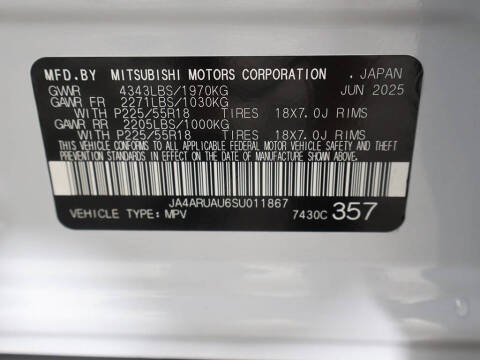 MFD.BY MITSUBISHI MOTORS CORPORATION . JAPAN
GVWR 4343LBS/1970KG JUN 2025
GAWR FR 2271LBS/1030KG
WITH P225/55R18 TIRES 18X7.0J RIMS
GAWR RR 2205LBS/1000KG
WITH P225/55R18 TIRES 18X7.0J RIMS
THIS VEHICLE CONFORMS TO ALL APPLICABLE FEDERAL MOTOR VEHICLE SAFETY AND THEFT
PREVENTION STANDARDS IN EFFECT ON THE DATE OF MANUFACTURE SHOWN ABOVE.
JA4ARUAU6SU011867
VEHICLE TYPE: MPV 7430C 357